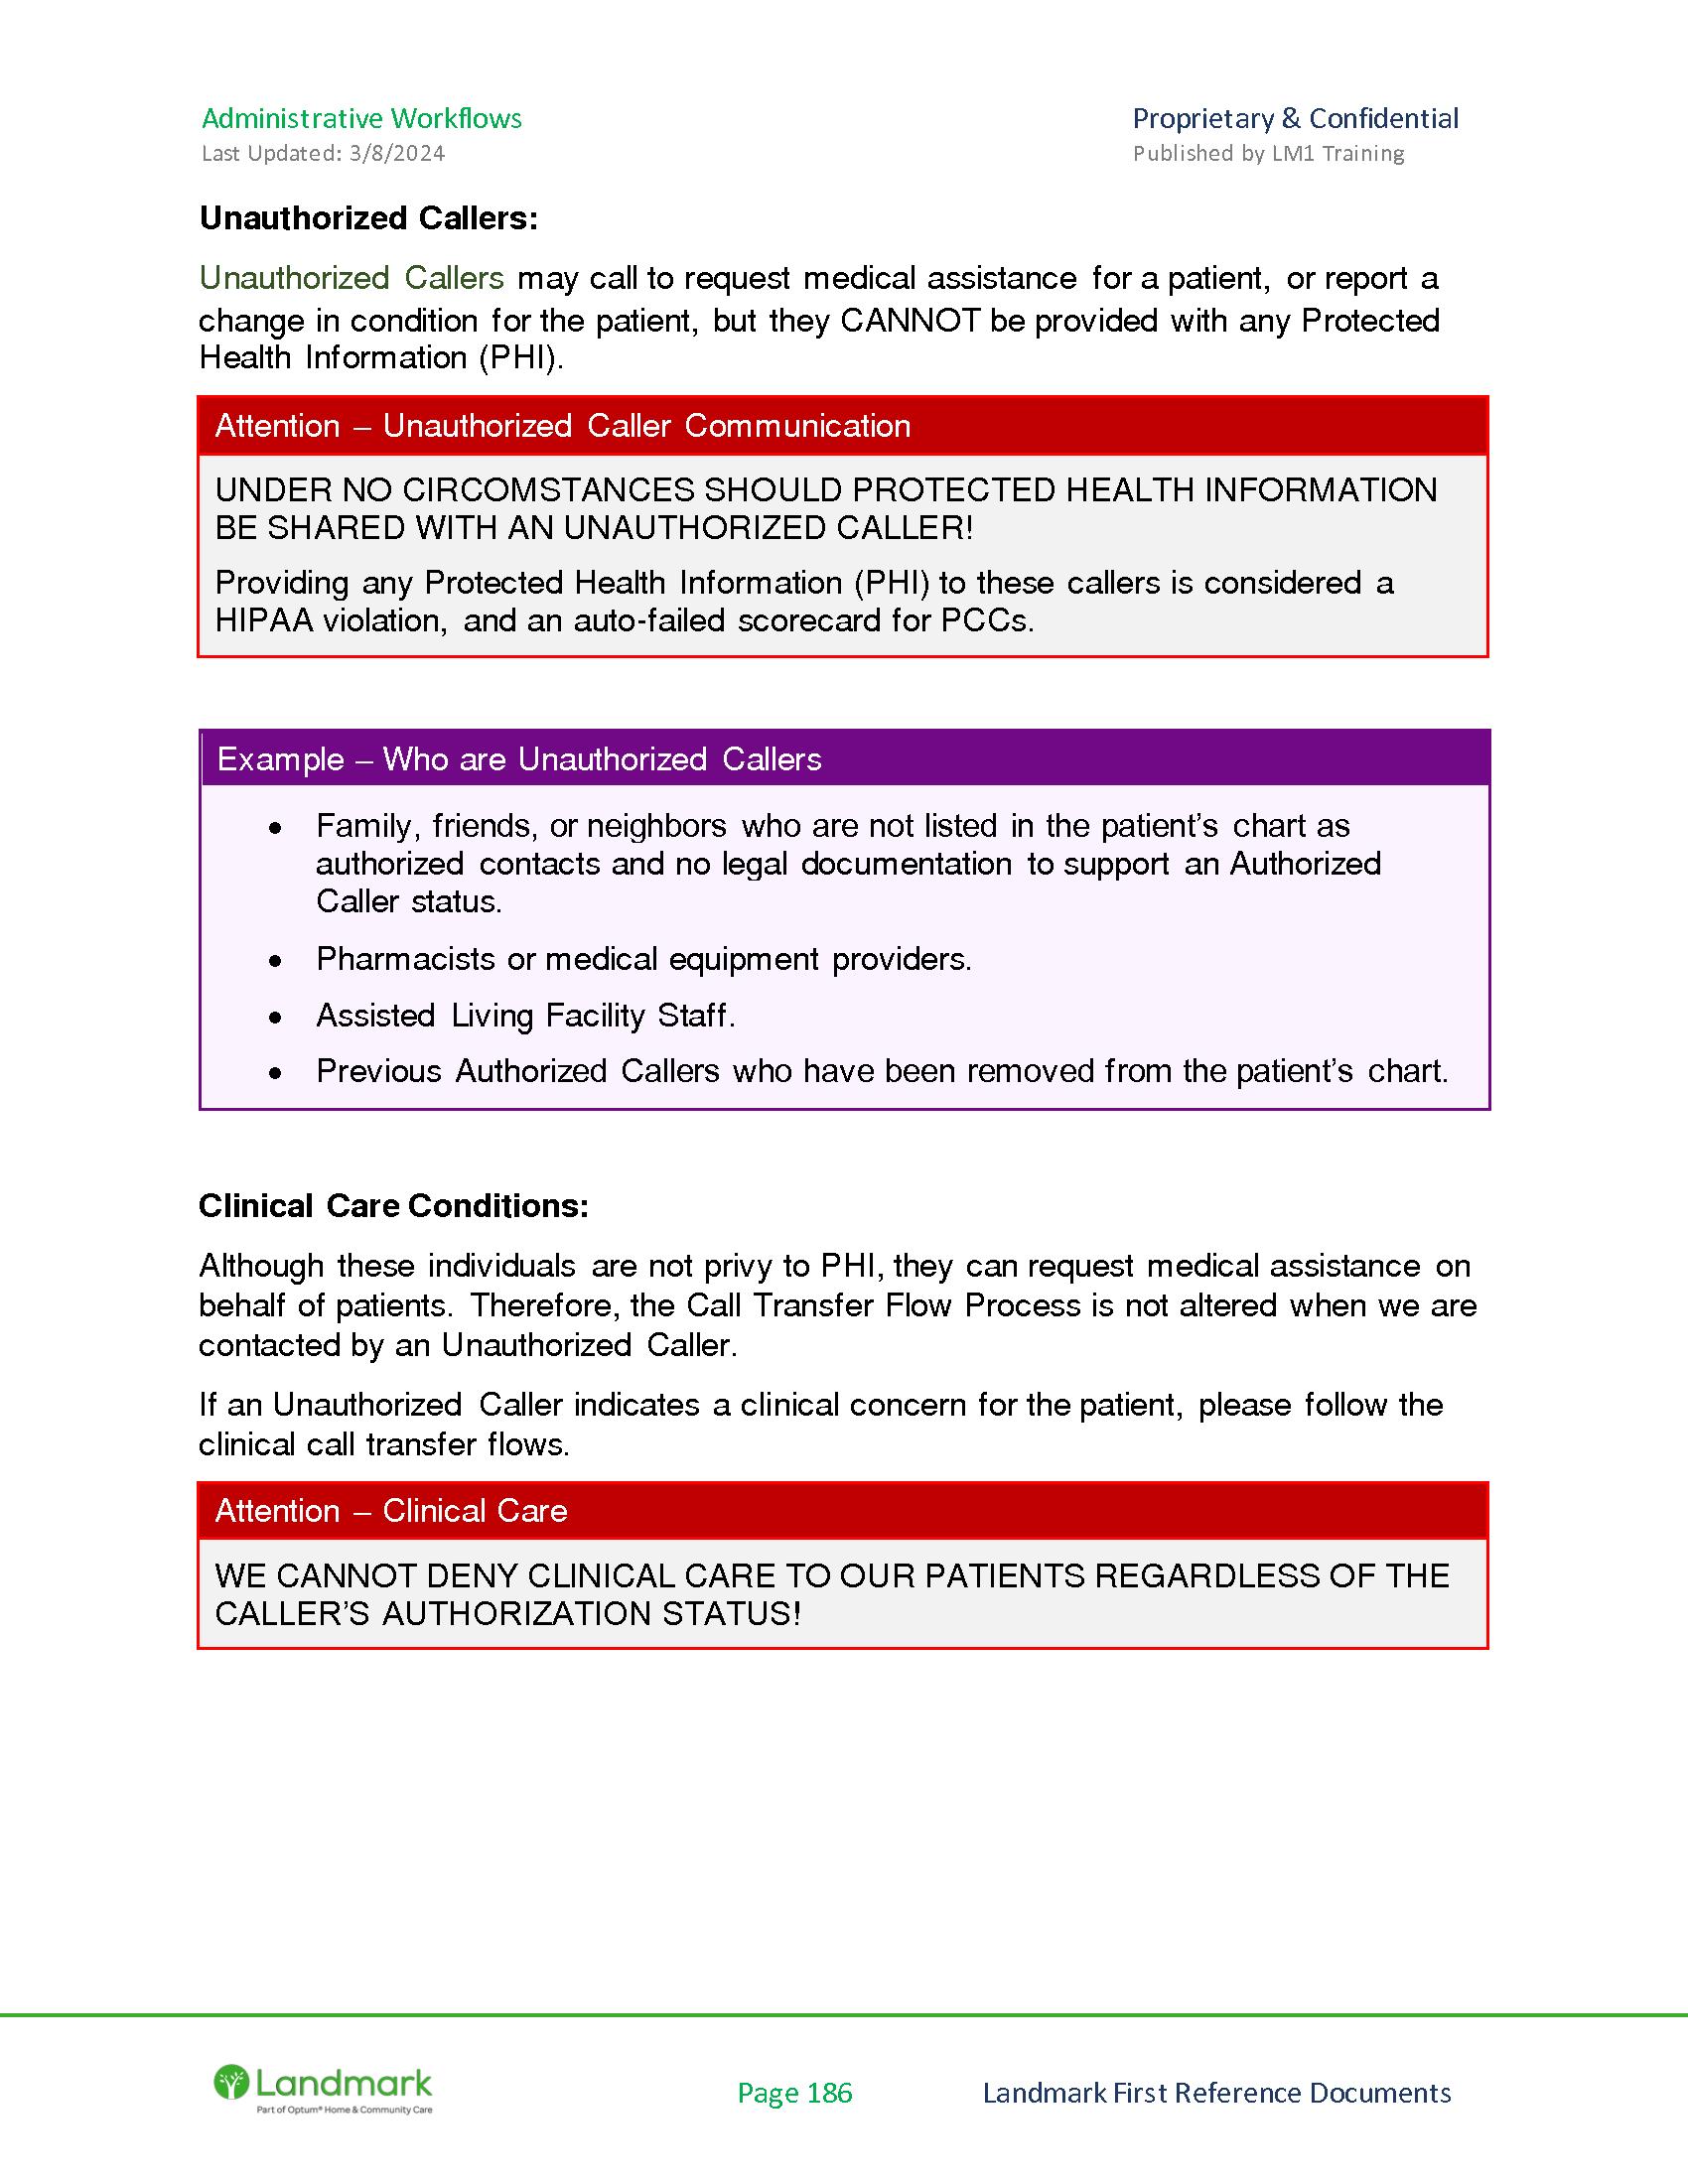 Administrative Workflows
Proprietary & Confidential
Last Updated: 3/8/2024
Published by LM1 Training
Unauthorized Callers:
Unauthorized Callers may call to request medical assistance for a patient, or report a
change in condition for the patient, but they CANNOT be provided with any Protected
Health Information (PHI).
Attention – Unauthorized Caller Communication
UNDER NO CIRCOMSTANCES SHOULD PROTECTED HEALTH INFORMATION
BE SHARED WITH AN UNAUTHORIZED CALLER!
Providing any Protected Health Information (PHI) to these callers is considered a
HIPAA violation, and an auto-failed scorecard for PCCs.
Example – Who are Unauthorized Callers
• Family, friends, or neighbors who are not listed in the patient’s chart as
authorized contacts and no legal documentation to support an Authorized
Caller status.
• Pharmacists or medical equipment providers.
• Assisted Living Facility Staff.
• Previous Authorized Callers who have been removed from the patient’s chart.
Clinical Care Conditions:
Although these individuals are not privy to PHI, they can request medical assistance on
behalf of patients. Therefore, the Call Transfer Flow Process is not altered when we are
contacted by an Unauthorized Caller.
If an Unauthorized Caller indicates a clinical concern for the patient, please follow the
clinical call transfer flows.
Attention – Clinical Care
WE CANNOT DENY CLINICAL CARE TO OUR PATIENTS REGARDLESS OF THE
CALLER’S AUTHORIZATION STATUS!
Landmark
Part of Optum® Home & Community Care
Page 186
Landmark First Reference Documents